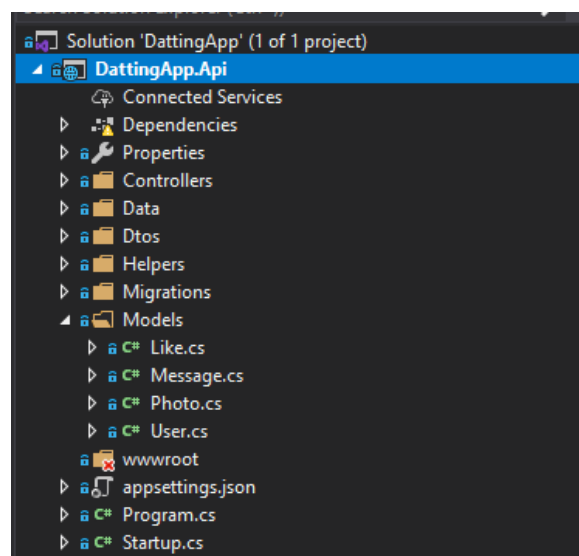 Solution 'DattingApp' (1 of 1 project)
DattingApp.Api
Connected Services
Dependencies
Properties
C# Controllers
Data
Dtos
Helpers
Migrations
Models
C# Like.cs
C# Message.cs
C# Photo.cs
C# User.cs
wwwroot
appsettings.json
C# Program.cs
C# Startup.cs